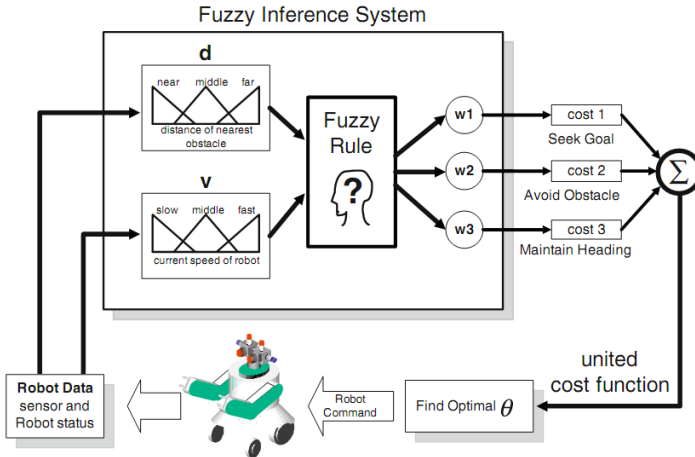 Fuzzy Inference System
d
near middle far
distance of nearest
obstacle
v
slow middle fast
current speed of robot
Fuzzy
Rule
?
w1
w2
w3
cost 1
Seek Goal
cost 2
Avoid Obstacle
cost 3
Maintain Heading
Σ
united
cost function
Find Optimal θ
Robot
Command
Robot Data
sensor and
Robot status